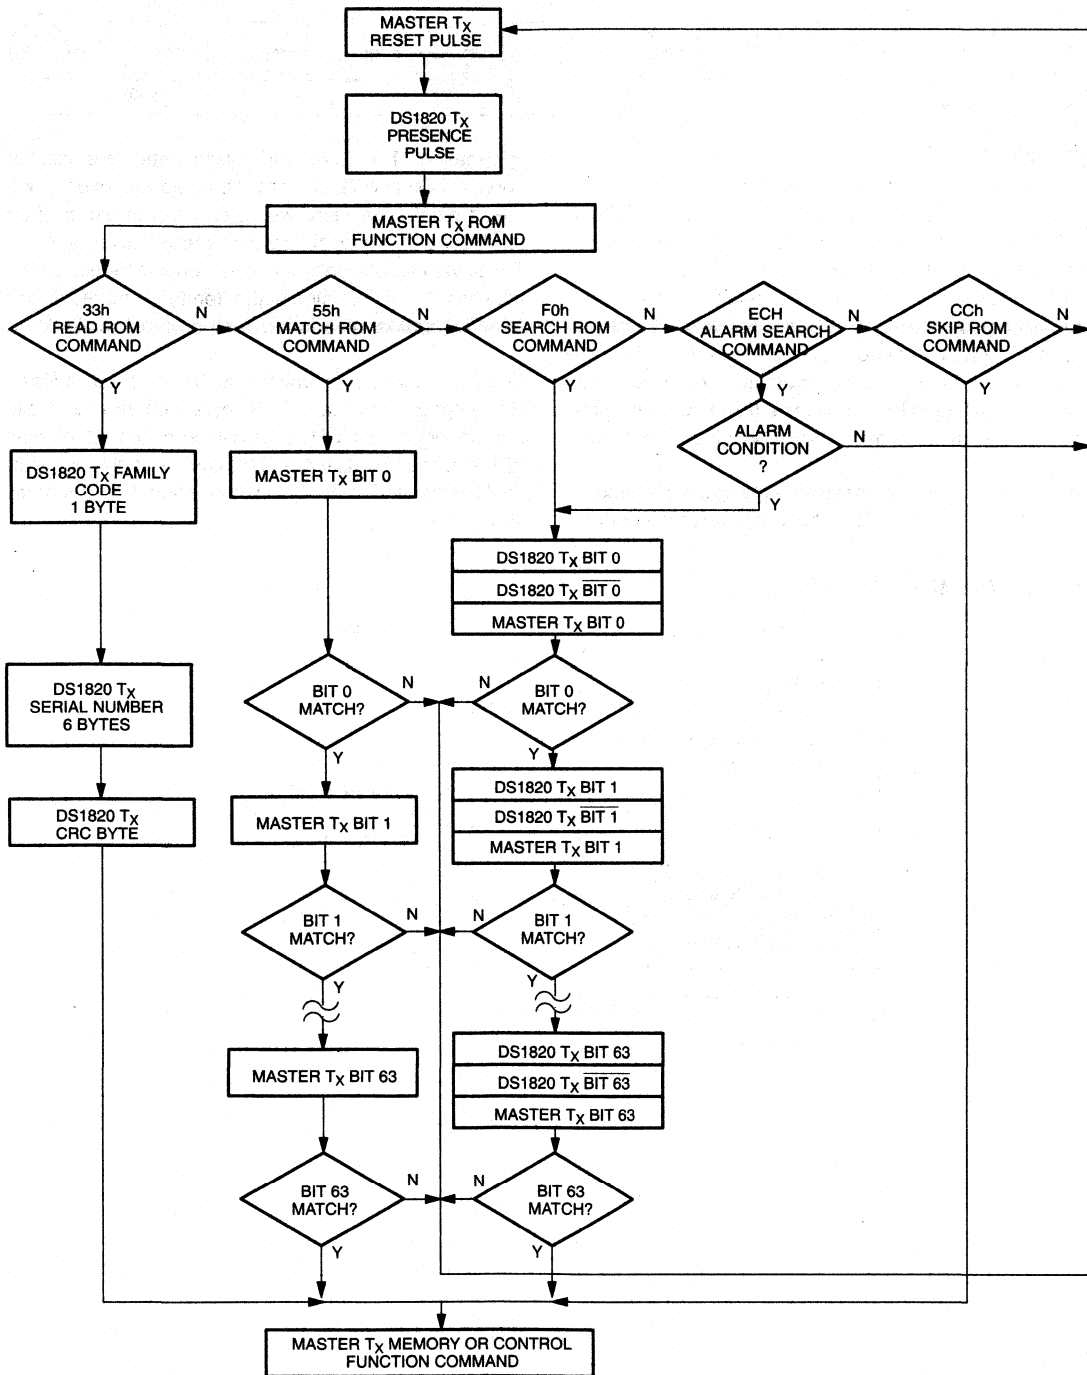 MASTER TX
RESET PULSE
DS1820 TX
PRESENCE
PULSE
MASTER TX ROM
FUNCTION COMMAND
33h
READ ROM
COMMAND
N
Y
55h
MATCH ROM
COMMAND
N
Y
F0h
SEARCH ROM
COMMAND
N
Y
ECH
ALARM SEARCH
COMMAND
N
Y
CCh
SKIP ROM
COMMAND
N
Y
ALARM
CONDITION
?
N
Y
DS1820 TX FAMILY
CODE
1 BYTE
MASTER TX BIT 0
DS1820 TX BIT 0
DS1820 TX BIT 0
MASTER TX BIT 0
DS1820 TX
SERIAL NUMBER
6 BYTES
BIT 0
MATCH?
N
Y
BIT 0
MATCH?
N
Y
DS1820 TX
CRC BYTE
MASTER TX BIT 1
DS1820 TX BIT 1
DS1820 TX BIT 1
MASTER TX BIT 1
BIT 1
MATCH?
N
Y
BIT 1
MATCH?
N
Y
MASTER TX BIT 63
DS1820 TX BIT 63
DS1820 TX BIT 63
MASTER TX BIT 63
BIT 63
MATCH?
N
Y
BIT 63
MATCH?
N
Y
MASTER TX MEMORY OR CONTROL
FUNCTION COMMAND